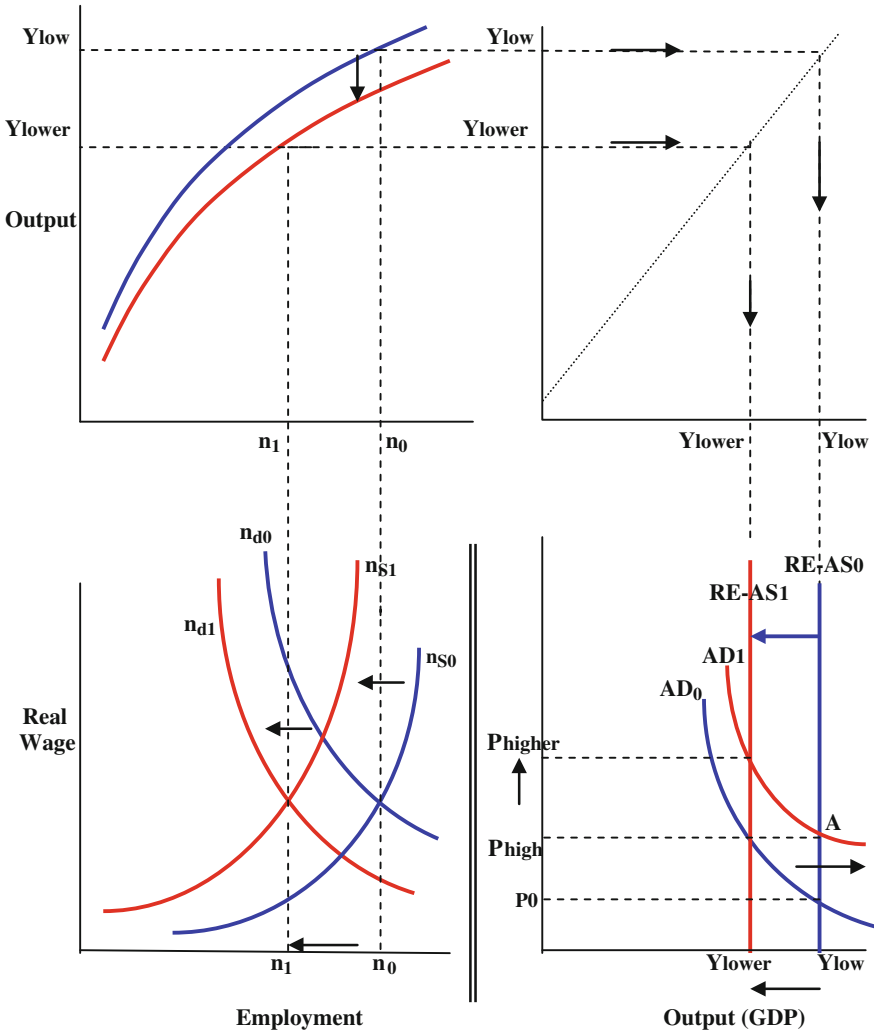 Ylow
Ylow
Ylower
Ylower
Output
n1
n0
Ylower
Ylow
nd0
nS1
nd1
nS0
Real
Wage
n1
n0
Employment
RE-AS0
RE-AS1
AD1
AD0
Phigher
A
Phigh
P0
Ylower
Ylow
Output (GDP)